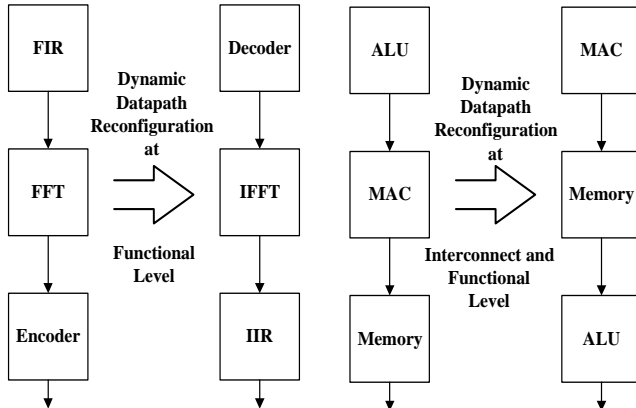 FIR
FFT
Encoder
Dynamic
Datapath
Reconfiguration
at
Functional
Level
Decoder
IFFT
IIR
ALU
MAC
Memory
Dynamic
Datapath
Reconfiguration
at
Interconnect and
Functional
Level
MAC
Memory
ALU